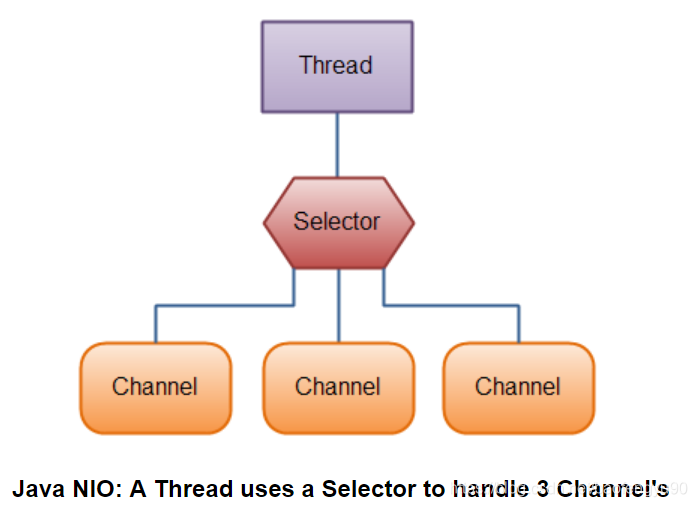 Thread
Selector
Channel Channel Channel
Java NIO: A Thread uses a Selector to handle 3 Channel's